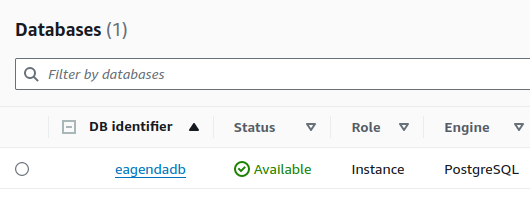 Databases (1)
Filter by databases
DB identifier Status Role Engine
eagendadb Available Instance PostgreSQL